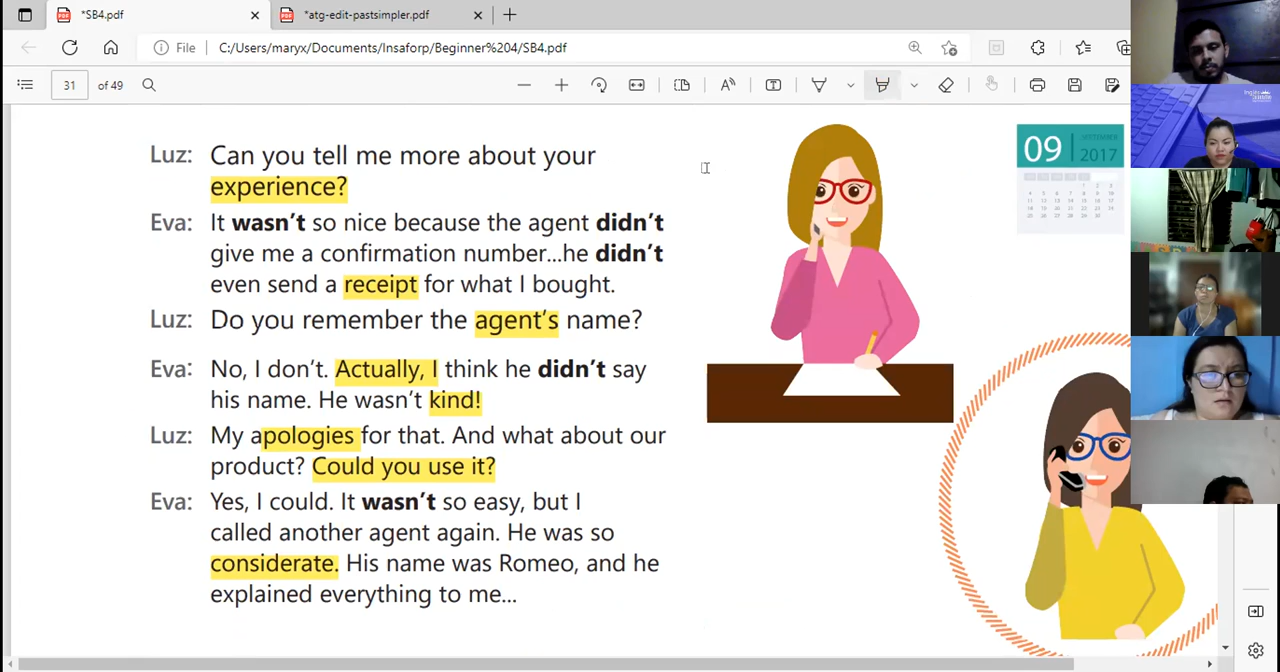 *SB4.pdf
*atg-edit-pastsimpler.pdf
File
C:/Users/maryx/Documents/Insaforp/Beginner%204/SB4.pdf
31 of 49
Luz: Can you tell me more about your
experience?
Eva: It wasn't so nice because the agent didn't
give me a confirmation number...he didn't
even send a receipt for what I bought.
Luz: Do you remember the agent's name?
Eva: No, I don't. Actually, I think he didn't say
his name. He wasn't kind!
Luz: My apologies for that. And what about our
product? Could you use it?
Eva: Yes, I could. It wasn't so easy, but I
called another agent again. He was so
considerate. His name was Romeo, and he
explained everything to me...
09
2017